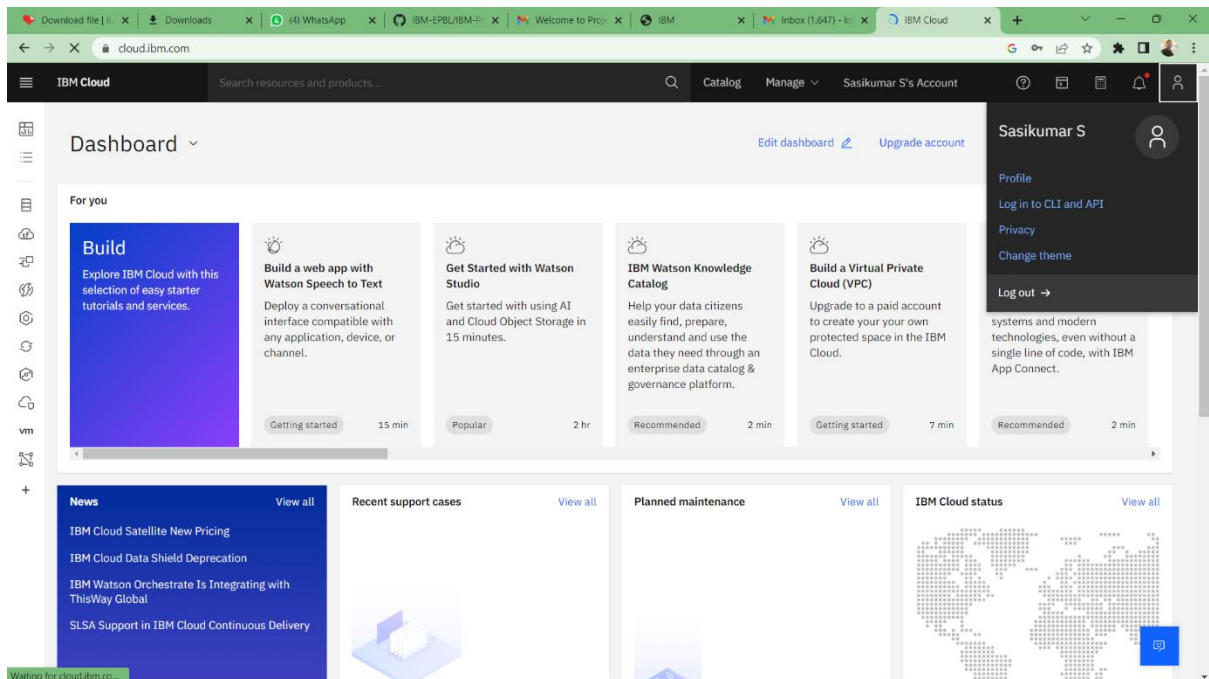 Download file | iL
Downloads
(4) WhatsApp
IBM-EPBL/IBM-Pr
Welcome to Proje
IBM
Inbox (1,647) - kc
IBM Cloud
cloud.ibm.com
IBM Cloud
Search resources and products...
Catalog
Manage
Sasikumar S's Account
Dashboard
Edit dashboard
Upgrade account
Sasikumar S
Profile
Log in to CLI and API
Privacy
Change theme
Log out →
For you
Build
Explore IBM Cloud with this
selection of easy starter
tutorials and services.
Build a web app with
Watson Speech to Text
Deploy a conversational
interface compatible with
any application, device, or
channel.
Getting started 15 min
Get Started with Watson
Studio
Get started with using AI
and Cloud Object Storage in
15 minutes.
Popular 2 hr
IBM Watson Knowledge
Catalog
Help your data citizens
easily find, prepare,
understand and use the
data they need through an
enterprise data catalog &
governance platform.
Recommended 2 min
Build a Virtual Private
Cloud (VPC)
Upgrade to a paid account
to create your your own
protected space in the IBM
Cloud.
Getting started 7 min
systems and modern
technologies, even without a
single line of code, with IBM
App Connect.
Recommended 2 min
vm
News View all
IBM Cloud Satellite New Pricing
IBM Cloud Data Shield Deprecation
IBM Watson Orchestrate Is Integrating with
ThisWay Global
SLSA Support in IBM Cloud Continuous Delivery
Recent support cases View all
Planned maintenance View all
IBM Cloud status View all
Waiting for cloud.ibm.co...